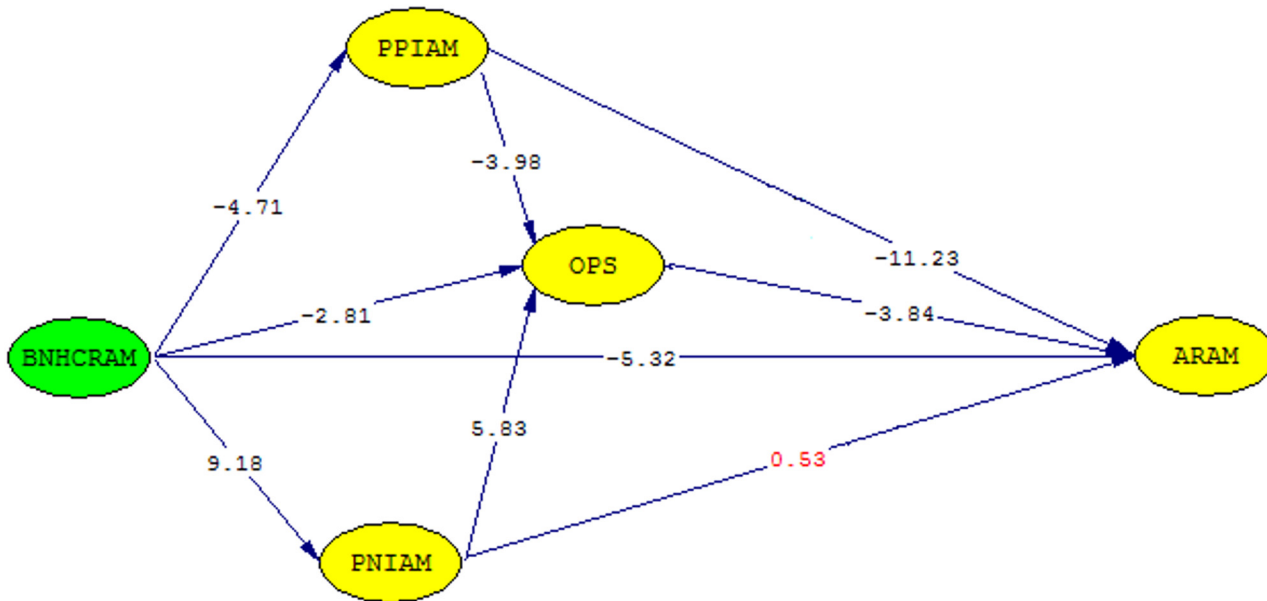 PPIAM
-3.98
-4.71
OPS
-11.23
-2.81
-3.84
BNHCRAM
-5.32
ARAM
5.83
9.18
0.53
PNIAM